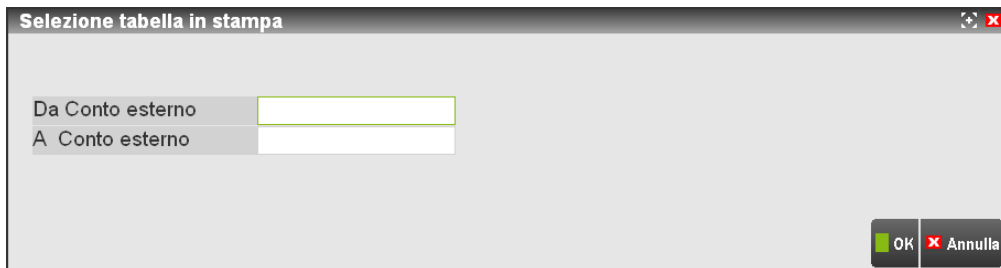 Selezione tabella in stampa
Da Conto esterno
A Conto esterno
OK Annulla